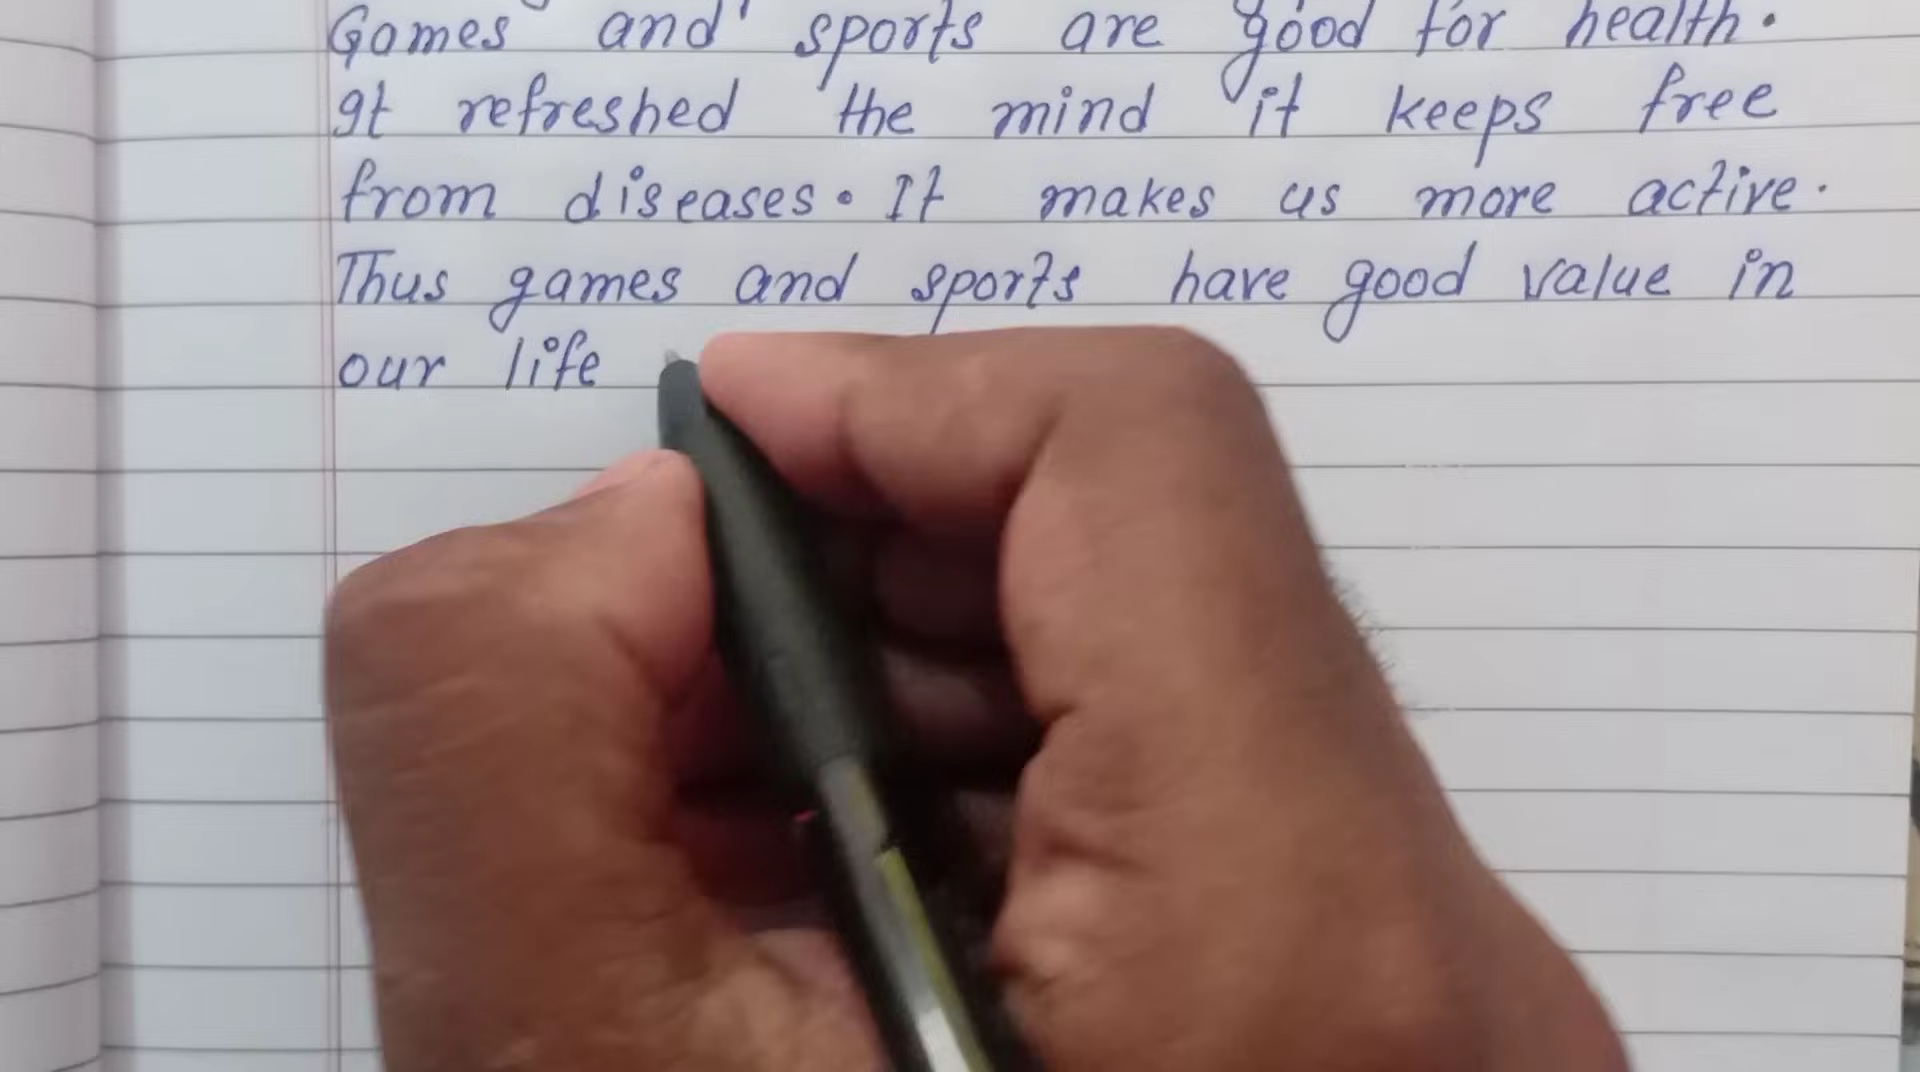 Games and sports are good for health.
It refreshed the mind it keeps free
from diseases. It makes us more active.
Thus games and sports have good value in
our life